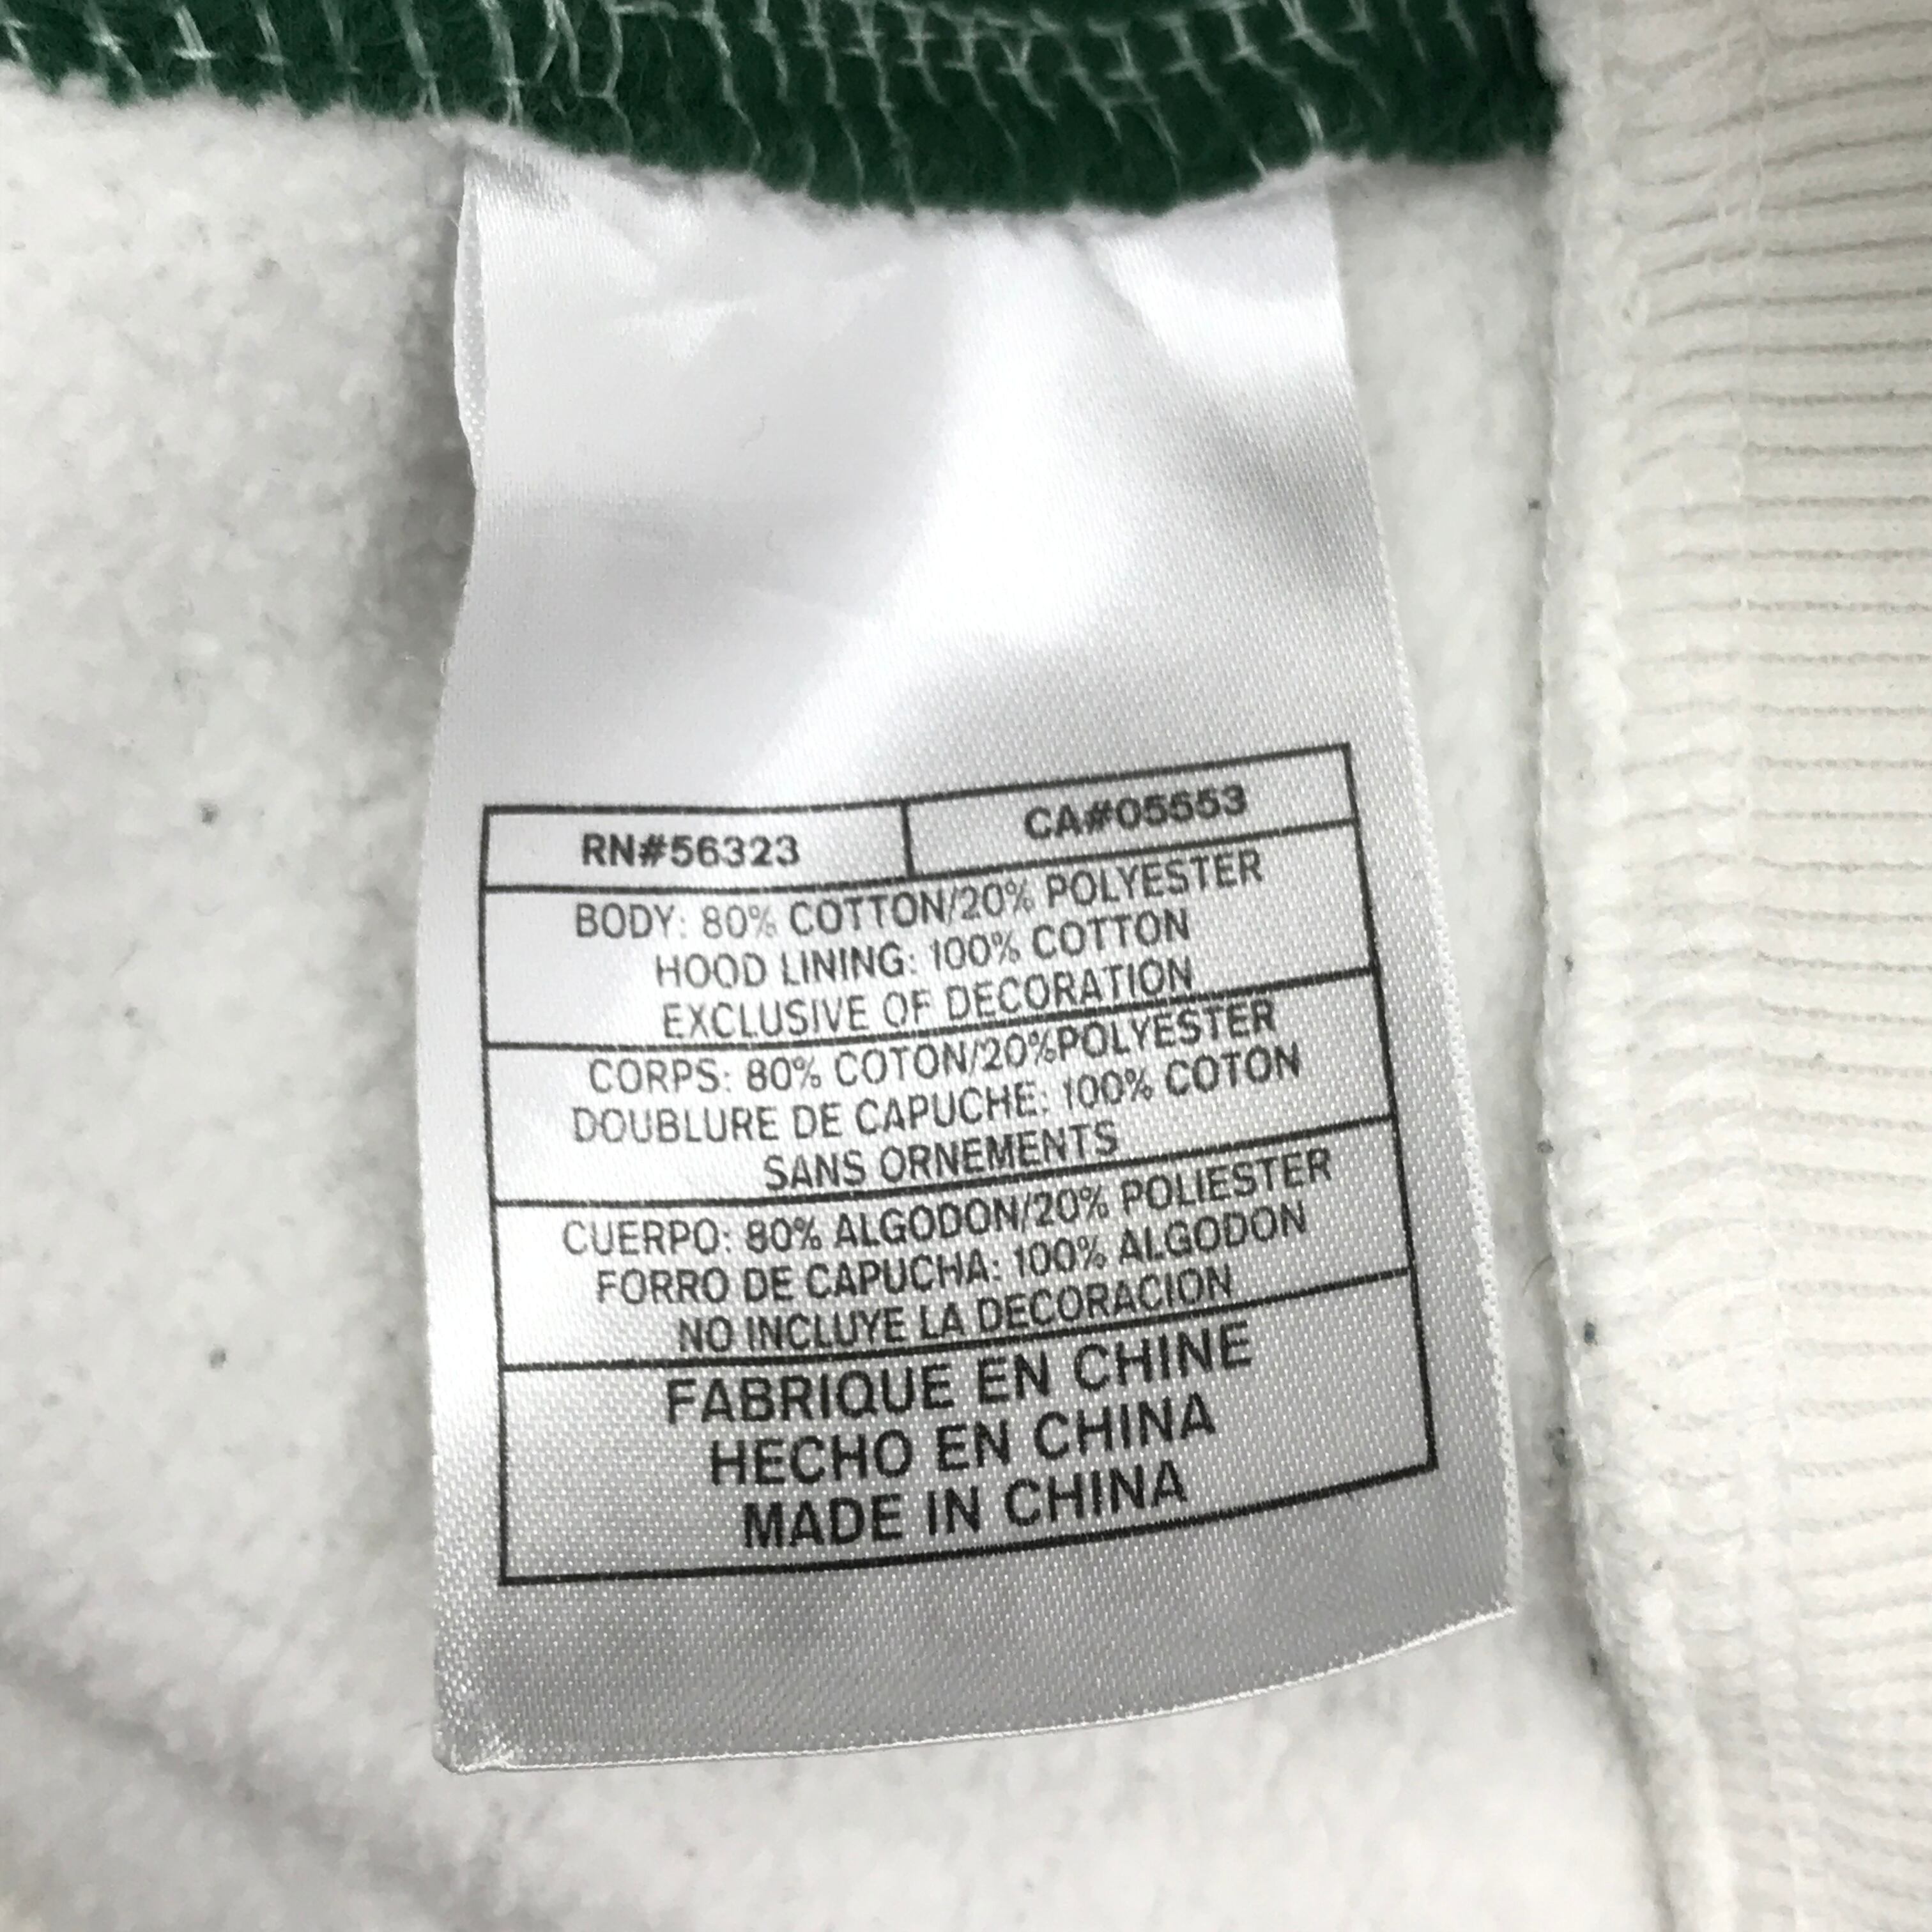 RN#56323
CA#05553
BODY: 80% COTTON/20% POLYESTER
HOOD LINING: 100% COTTON
EXCLUSIVE OF DECORATION
CORPS: 80% COTON/20%POLYESTER
DOUBLURE DE CAPUCHE: 100% COTON
SANS ORNEMENTS
CUERPO: 80% ALGODON/20% POLIESTER
FORRO DE CAPUCHA: 100% ALGODON
NO INCLUYE LA DECORACION
FABRIQUE EN CHINE
HECHO EN CHINA
MADE IN CHINA